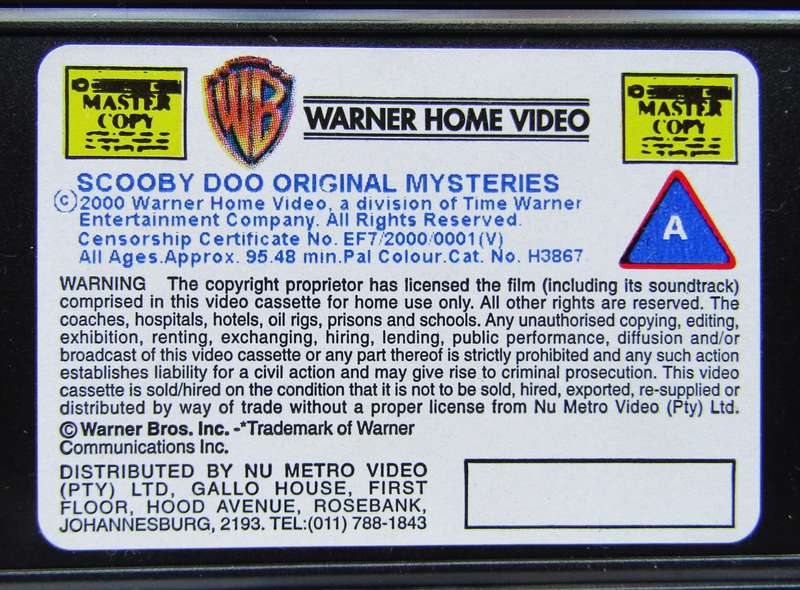 MASTER COPY
WB
WARNER HOME VIDEO
MASTER COPY
SCOOBY DOO ORIGINAL MYSTERIES
©2000 Warner Home Video, a division of Time Warner
Entertainment Company. All Rights Reserved.
Censorship Certificate No. EF7/2000/0001(V)
All Ages.Approx. 95.48 min.Pal Colour.Cat. No. H3867
A
WARNING The copyright proprietor has licensed the film (including its soundtrack)
comprised in this video cassette for home use only. All other rights are reserved. The
coaches, hospitals, hotels, oil rigs, prisons and schools. Any unauthorised copying, editing,
exhibition, renting, exchanging, hiring, lending, public performance, diffusion and/or
broadcast of this video cassette or any part thereof is strictly prohibited and any such action
establishes liability for a civil action and may give rise to criminal prosecution. This video
cassette is sold/hired on the condition that it is not to be sold, hired, exported, re-supplied or
distributed by way of trade without a proper license from Nu Metro Video (Pty) Ltd.
©Warner Bros. Inc. -*Trademark of Warner
Communications Inc.
DISTRIBUTED BY NU METRO VIDEO
(PTY) LTD, GALLO HOUSE, FIRST
FLOOR, HOOD AVENUE, ROSEBANK,
JOHANNESBURG, 2193. TEL:(011) 788-1843